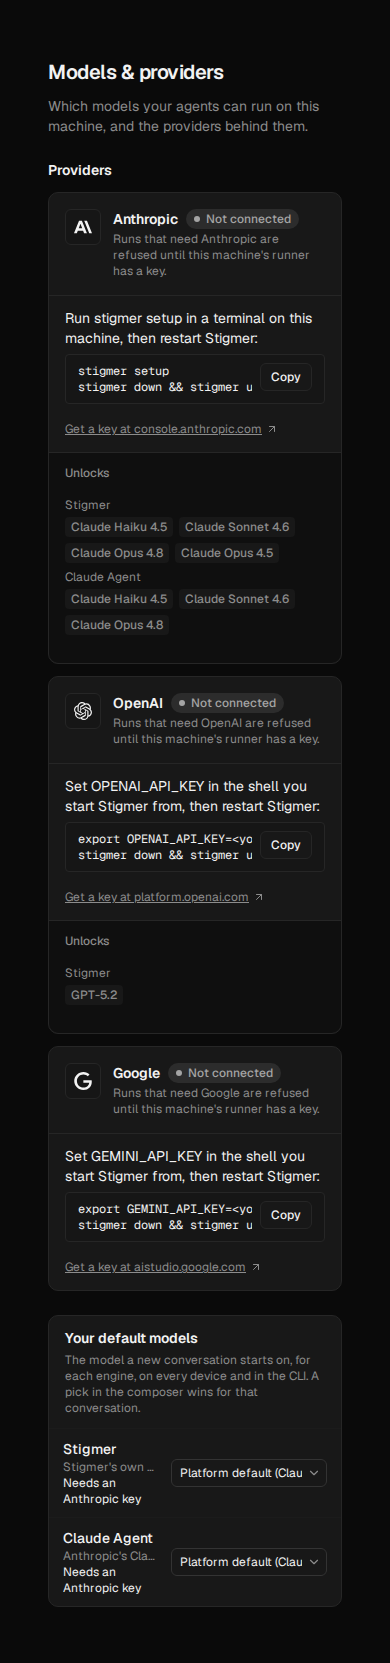 Models & providers
Which models your agents can run on this
machine, and the providers behind them.
Providers
Anthropic
Not connected
Runs that need Anthropic are
refused until this machine's runner
has a key.
Run stigmer setup in a terminal on this
machine, then restart Stigmer:
stigmer setup
stigmer down && stigmer u
Copy
Get a key at console.anthropic.com ↗
Unlocks
Stigmer
Claude Haiku 4.5 Claude Sonnet 4.6
Claude Opus 4.8 Claude Opus 4.5
Claude Agent
Claude Haiku 4.5 Claude Sonnet 4.6
Claude Opus 4.8
OpenAI
Not connected
Runs that need OpenAI are refused
until this machine's runner has a key.
Set OPENAI_API_KEY in the shell you
start Stigmer from, then restart Stigmer:
export OPENAI_API_KEY=<yo
stigmer down && stigmer u
Copy
Get a key at platform.openai.com ↗
Unlocks
Stigmer
GPT-5.2
Google
Not connected
Runs that need Google are refused
until this machine's runner has a key.
Set GEMINI_API_KEY in the shell you
start Stigmer from, then restart Stigmer:
export GEMINI_API_KEY=<yo
stigmer down && stigmer u
Copy
Get a key at aistudio.google.com ↗
Your default models
The model a new conversation starts on, for
each engine, on every device and in the CLI. A
pick in the composer wins for that
conversation.
Stigmer
Stigmer's own ...
Needs an
Anthropic key
Platform default (Clau
Claude Agent
Anthropic's Cla...
Needs an
Anthropic key
Platform default (Clau